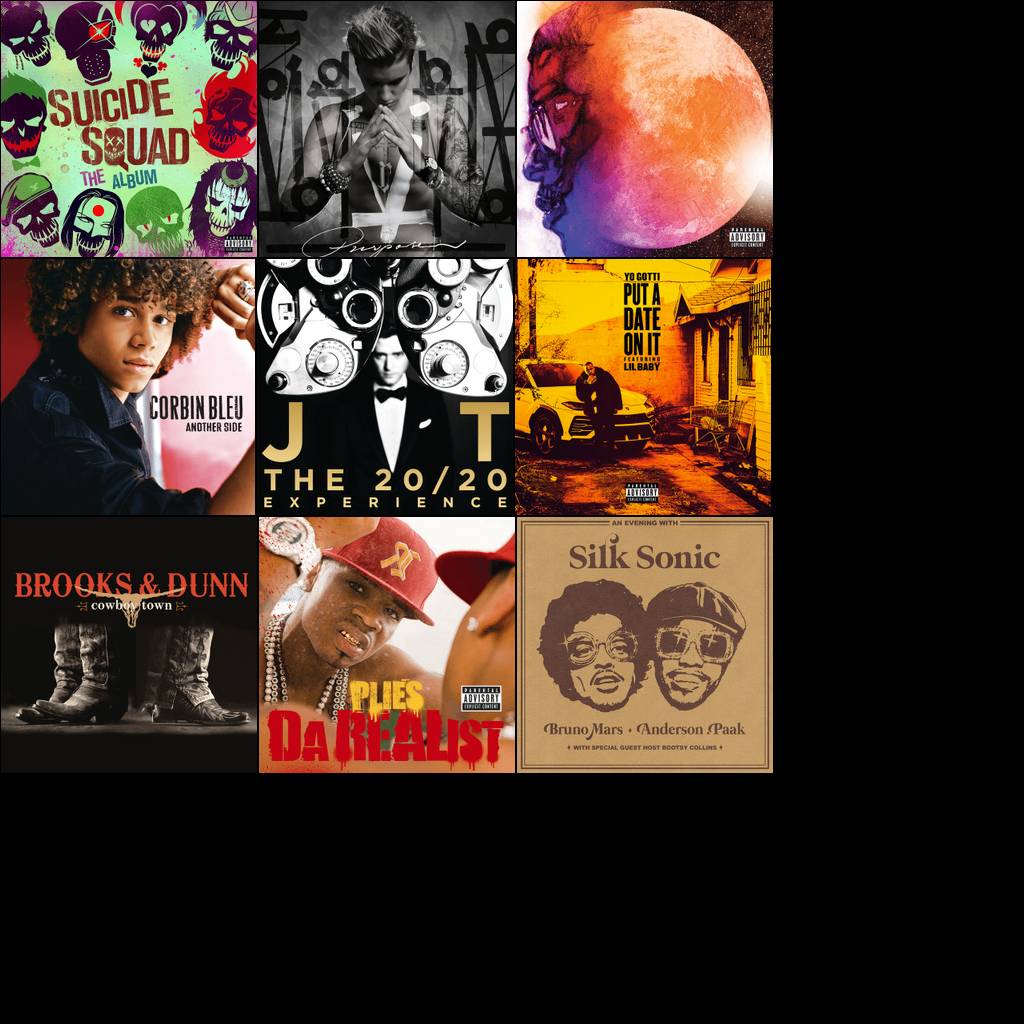 SUICIDE
SQUAD
THE ALBUM
PARENTAL
ADVISORY
EXPLICIT CONTENT
Purpose
PARENTAL
ADVISORY
EXPLICIT CONTENT
CORBIN BLEU
ANOTHER SIDE
J T
THE 20/20
EXPERIENCE
YO GOTTI
PUT A
DATE
ON IT
FEATURING
LIL BABY
PARENTAL
ADVISORY
EXPLICIT CONTENT
BROOKS & DUNN
cowboy town
PLIES
DA REALIST
PARENTAL
ADVISORY
EXPLICIT CONTENT
AN EVENING WITH
Silk Sonic
Bruno Mars · Anderson .Paak
WITH SPECIAL GUEST HOST BOOTSY COLLINS